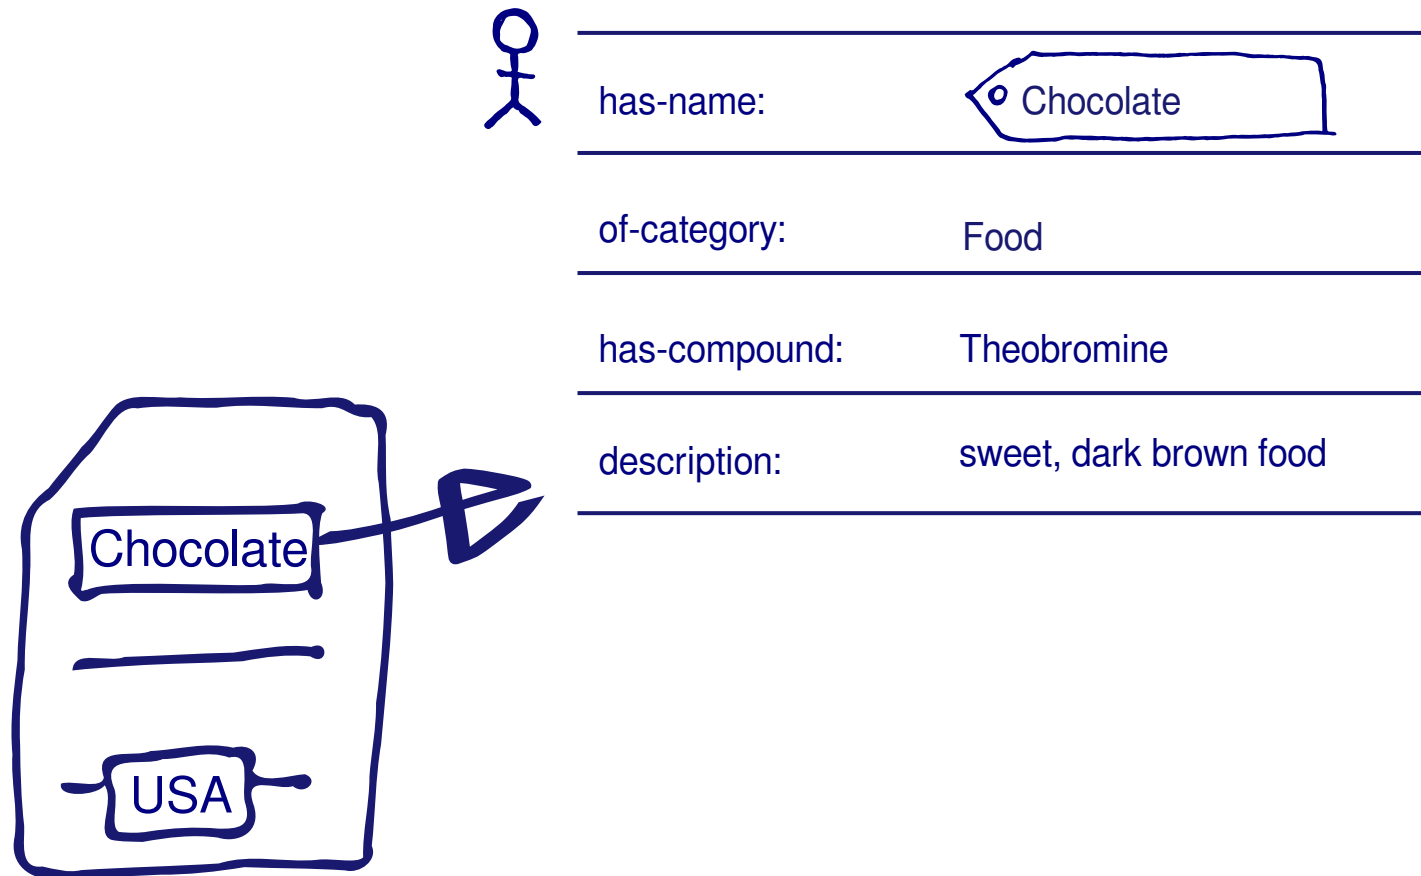 has-name: Chocolate
of-category: Food
has-compound: Theobromine
description: sweet, dark brown food
Chocolate
USA